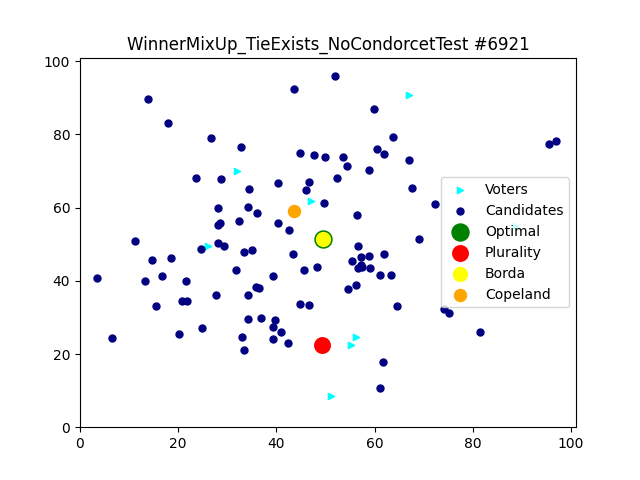 WinnerMixUp_TieExists_NoCondorcetTest #6921
100
80
60
40
20
0
0 20 40 60 80 100
Voters
Candidates
Optimal
Plurality
Borda
Copeland